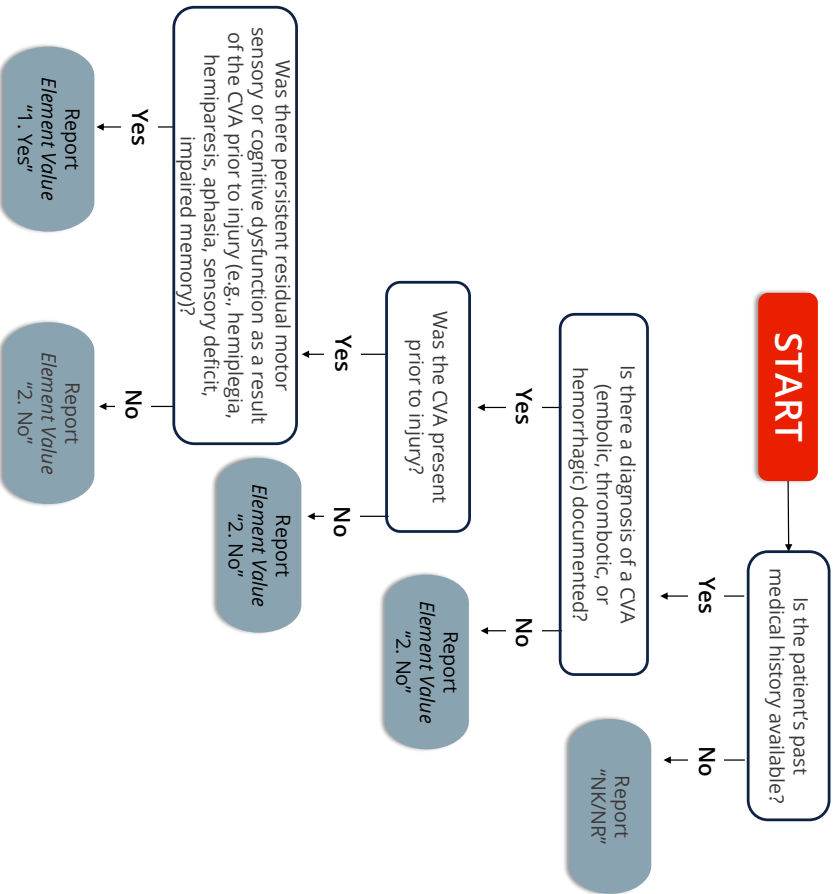 START
Is the patient’s past
medical history available?
Yes
No
Report
“NK/NR”
Is there a diagnosis of a CVA
(embolic, thrombotic, or
hemorrhagic) documented?
Yes
No
Report
Element Value
“2. No”
Was the CVA present
prior to injury?
Yes
No
Report
Element Value
“2. No”
Was there persistent residual motor
sensory or cognitive dysfunction as a result
of the CVA prior to injury (e.g., hemiplegia,
hemiparesis, aphasia, sensory deficit,
impaired memory)?
Yes
No
Report
Element Value
“1. Yes”
Report
Element Value
“2. No”